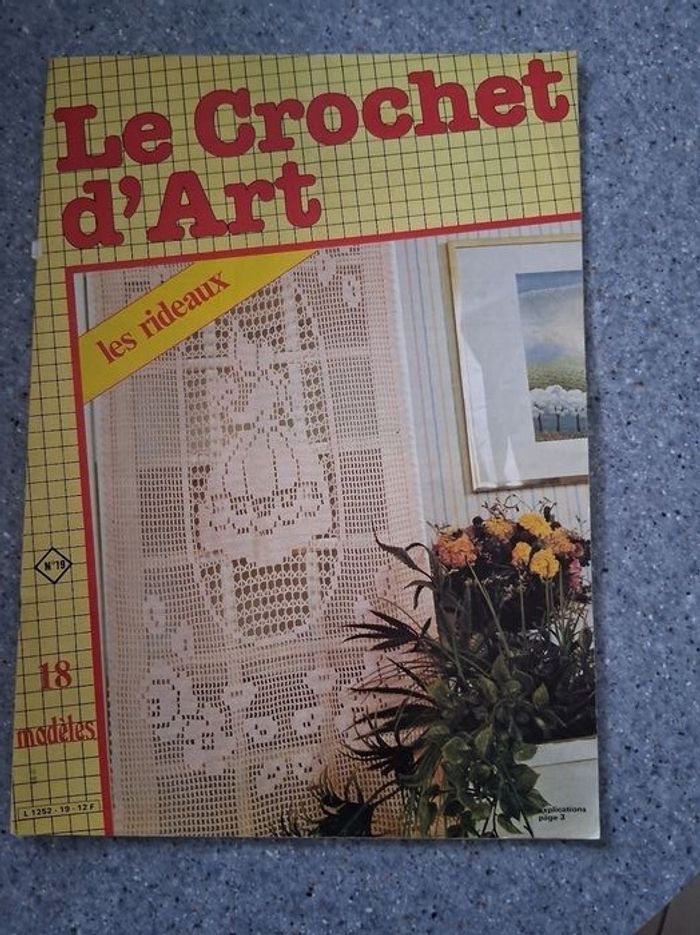 Le Crochet
d'Art
les rideaux
N°19
18
modèles
L 1252 - 19 - 12 F
explications
page 3